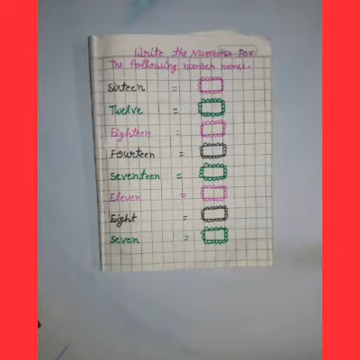 Write the Numbers For
The following number names.
Sixteen =
Twelve =
Eighteen =
Fourteen =
Seventeen =
Eleven =
Eight =
Seven =